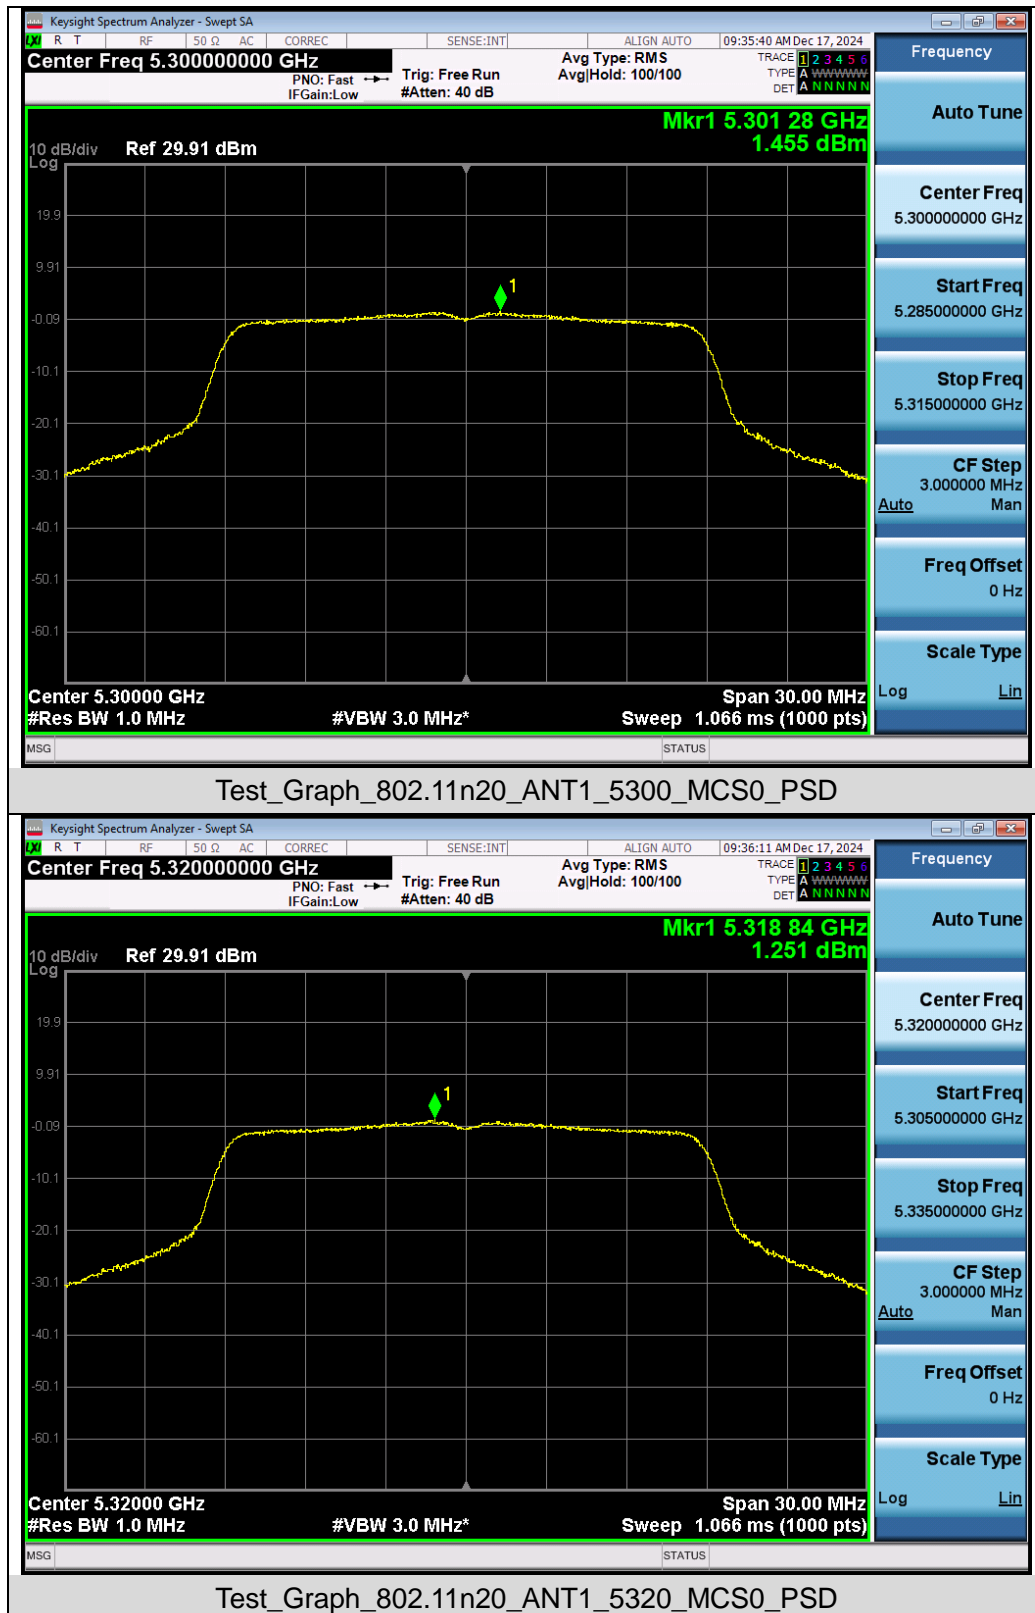 Keysight Spectrum Analyzer - Swept SA
LXI R T RF 50 Ω AC CORREC SENSE:INT ALIGN AUTO 09:35:40 AM Dec 17, 2024
Center Freq 5.300000000 GHz
PNO: Fast
IFGain:Low
Trig: Free Run
#Atten: 40 dB
Avg Type: RMS
Avg|Hold: 100/100
TRACE 1 2 3 4 5 6
TYPE A WWWWW
DET A N N N N N
Mkr1 5.301 28 GHz
1.455 dBm
10 dB/div Ref 29.91 dBm
Log
19.9
9.91
1
-0.09
-10.1
-20.1
-30.1
-40.1
-50.1
-60.1
Center 5.30000 GHz Span 30.00 MHz
#Res BW 1.0 MHz #VBW 3.0 MHz* Sweep 1.066 ms (1000 pts)
MSG STATUS
Frequency
Auto Tune
Center Freq
5.300000000 GHz
Start Freq
5.285000000 GHz
Stop Freq
5.315000000 GHz
CF Step
3.000000 MHz
Auto Man
Freq Offset
0 Hz
Scale Type
Log Lin
Test_Graph_802.11n20_ANT1_5300_MCS0_PSD
Keysight Spectrum Analyzer - Swept SA
LXI R T RF 50 Ω AC CORREC SENSE:INT ALIGN AUTO 09:36:11 AM Dec 17, 2024
Center Freq 5.320000000 GHz
PNO: Fast
IFGain:Low
Trig: Free Run
#Atten: 40 dB
Avg Type: RMS
Avg|Hold: 100/100
TRACE 1 2 3 4 5 6
TYPE A WWWWW
DET A N N N N N
Mkr1 5.318 84 GHz
1.251 dBm
10 dB/div Ref 29.91 dBm
Log
19.9
9.91
1
-0.09
-10.1
-20.1
-30.1
-40.1
-50.1
-60.1
Center 5.32000 GHz Span 30.00 MHz
#Res BW 1.0 MHz #VBW 3.0 MHz* Sweep 1.066 ms (1000 pts)
MSG STATUS
Frequency
Auto Tune
Center Freq
5.320000000 GHz
Start Freq
5.305000000 GHz
Stop Freq
5.335000000 GHz
CF Step
3.000000 MHz
Auto Man
Freq Offset
0 Hz
Scale Type
Log Lin
Test_Graph_802.11n20_ANT1_5320_MCS0_PSD